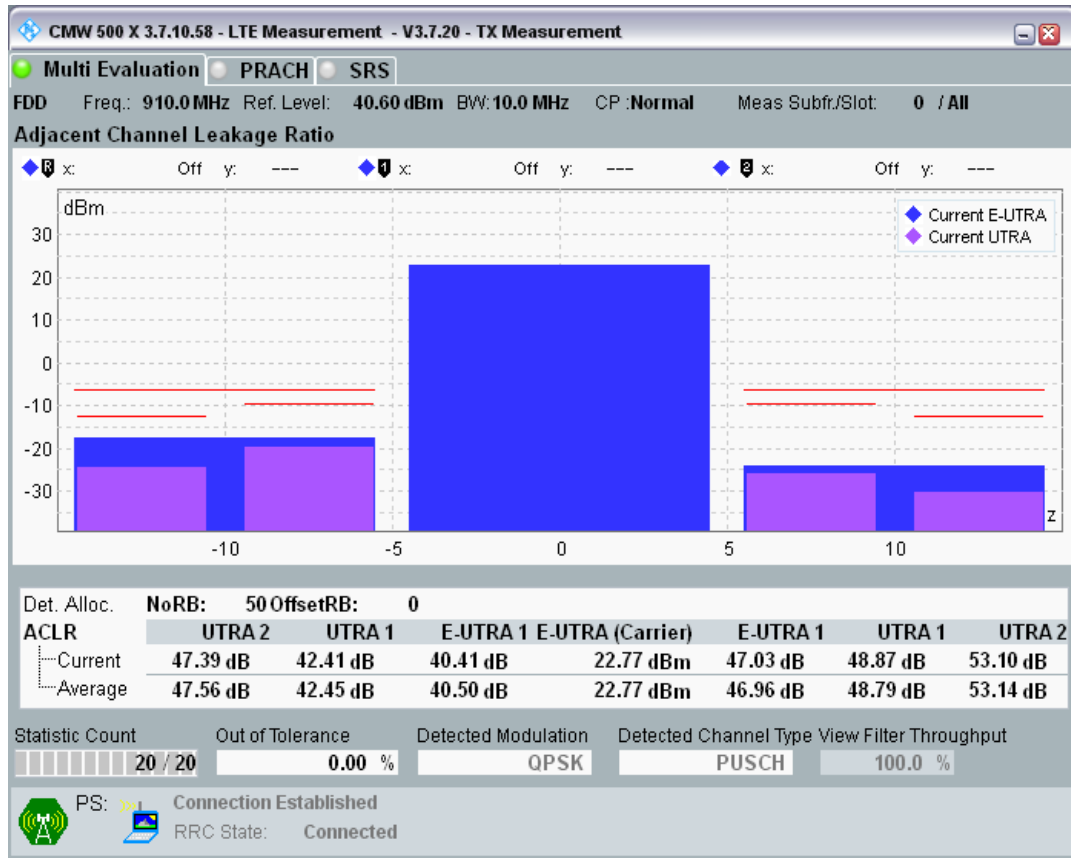 CMW 500 X 3.7.10.58 - LTE Measurement - V3.7.20 - TX Measurement
Multi Evaluation PRACH SRS
FDD Freq.: 910.0 MHz Ref. Level: 40.60 dBm BW: 10.0 MHz CP :Normal Meas Subfr./Slot: 0 / All
Adjacent Channel Leakage Ratio
R x: Off y: --- 1 x: Off y: --- 2 x: Off y: ---
dBm
Current E-UTRA
Current UTRA
30
20
10
0
-10
-20
-30
z
-10 -5 0 5 10
Det. Alloc. NoRB: 50 OffsetRB: 0
ACLR UTRA 2 UTRA 1 E-UTRA 1 E-UTRA (Carrier) E-UTRA 1 UTRA 1 UTRA 2
Current 47.39 dB 42.41 dB 40.41 dB 22.77 dBm 47.03 dB 48.87 dB 53.10 dB
Average 47.56 dB 42.45 dB 40.50 dB 22.77 dBm 46.96 dB 48.79 dB 53.14 dB
Statistic Count Out of Tolerance Detected Modulation Detected Channel Type View Filter Throughput
20 / 20 0.00 % QPSK PUSCH 100.0 %
PS: Connection Established
RRC State: Connected